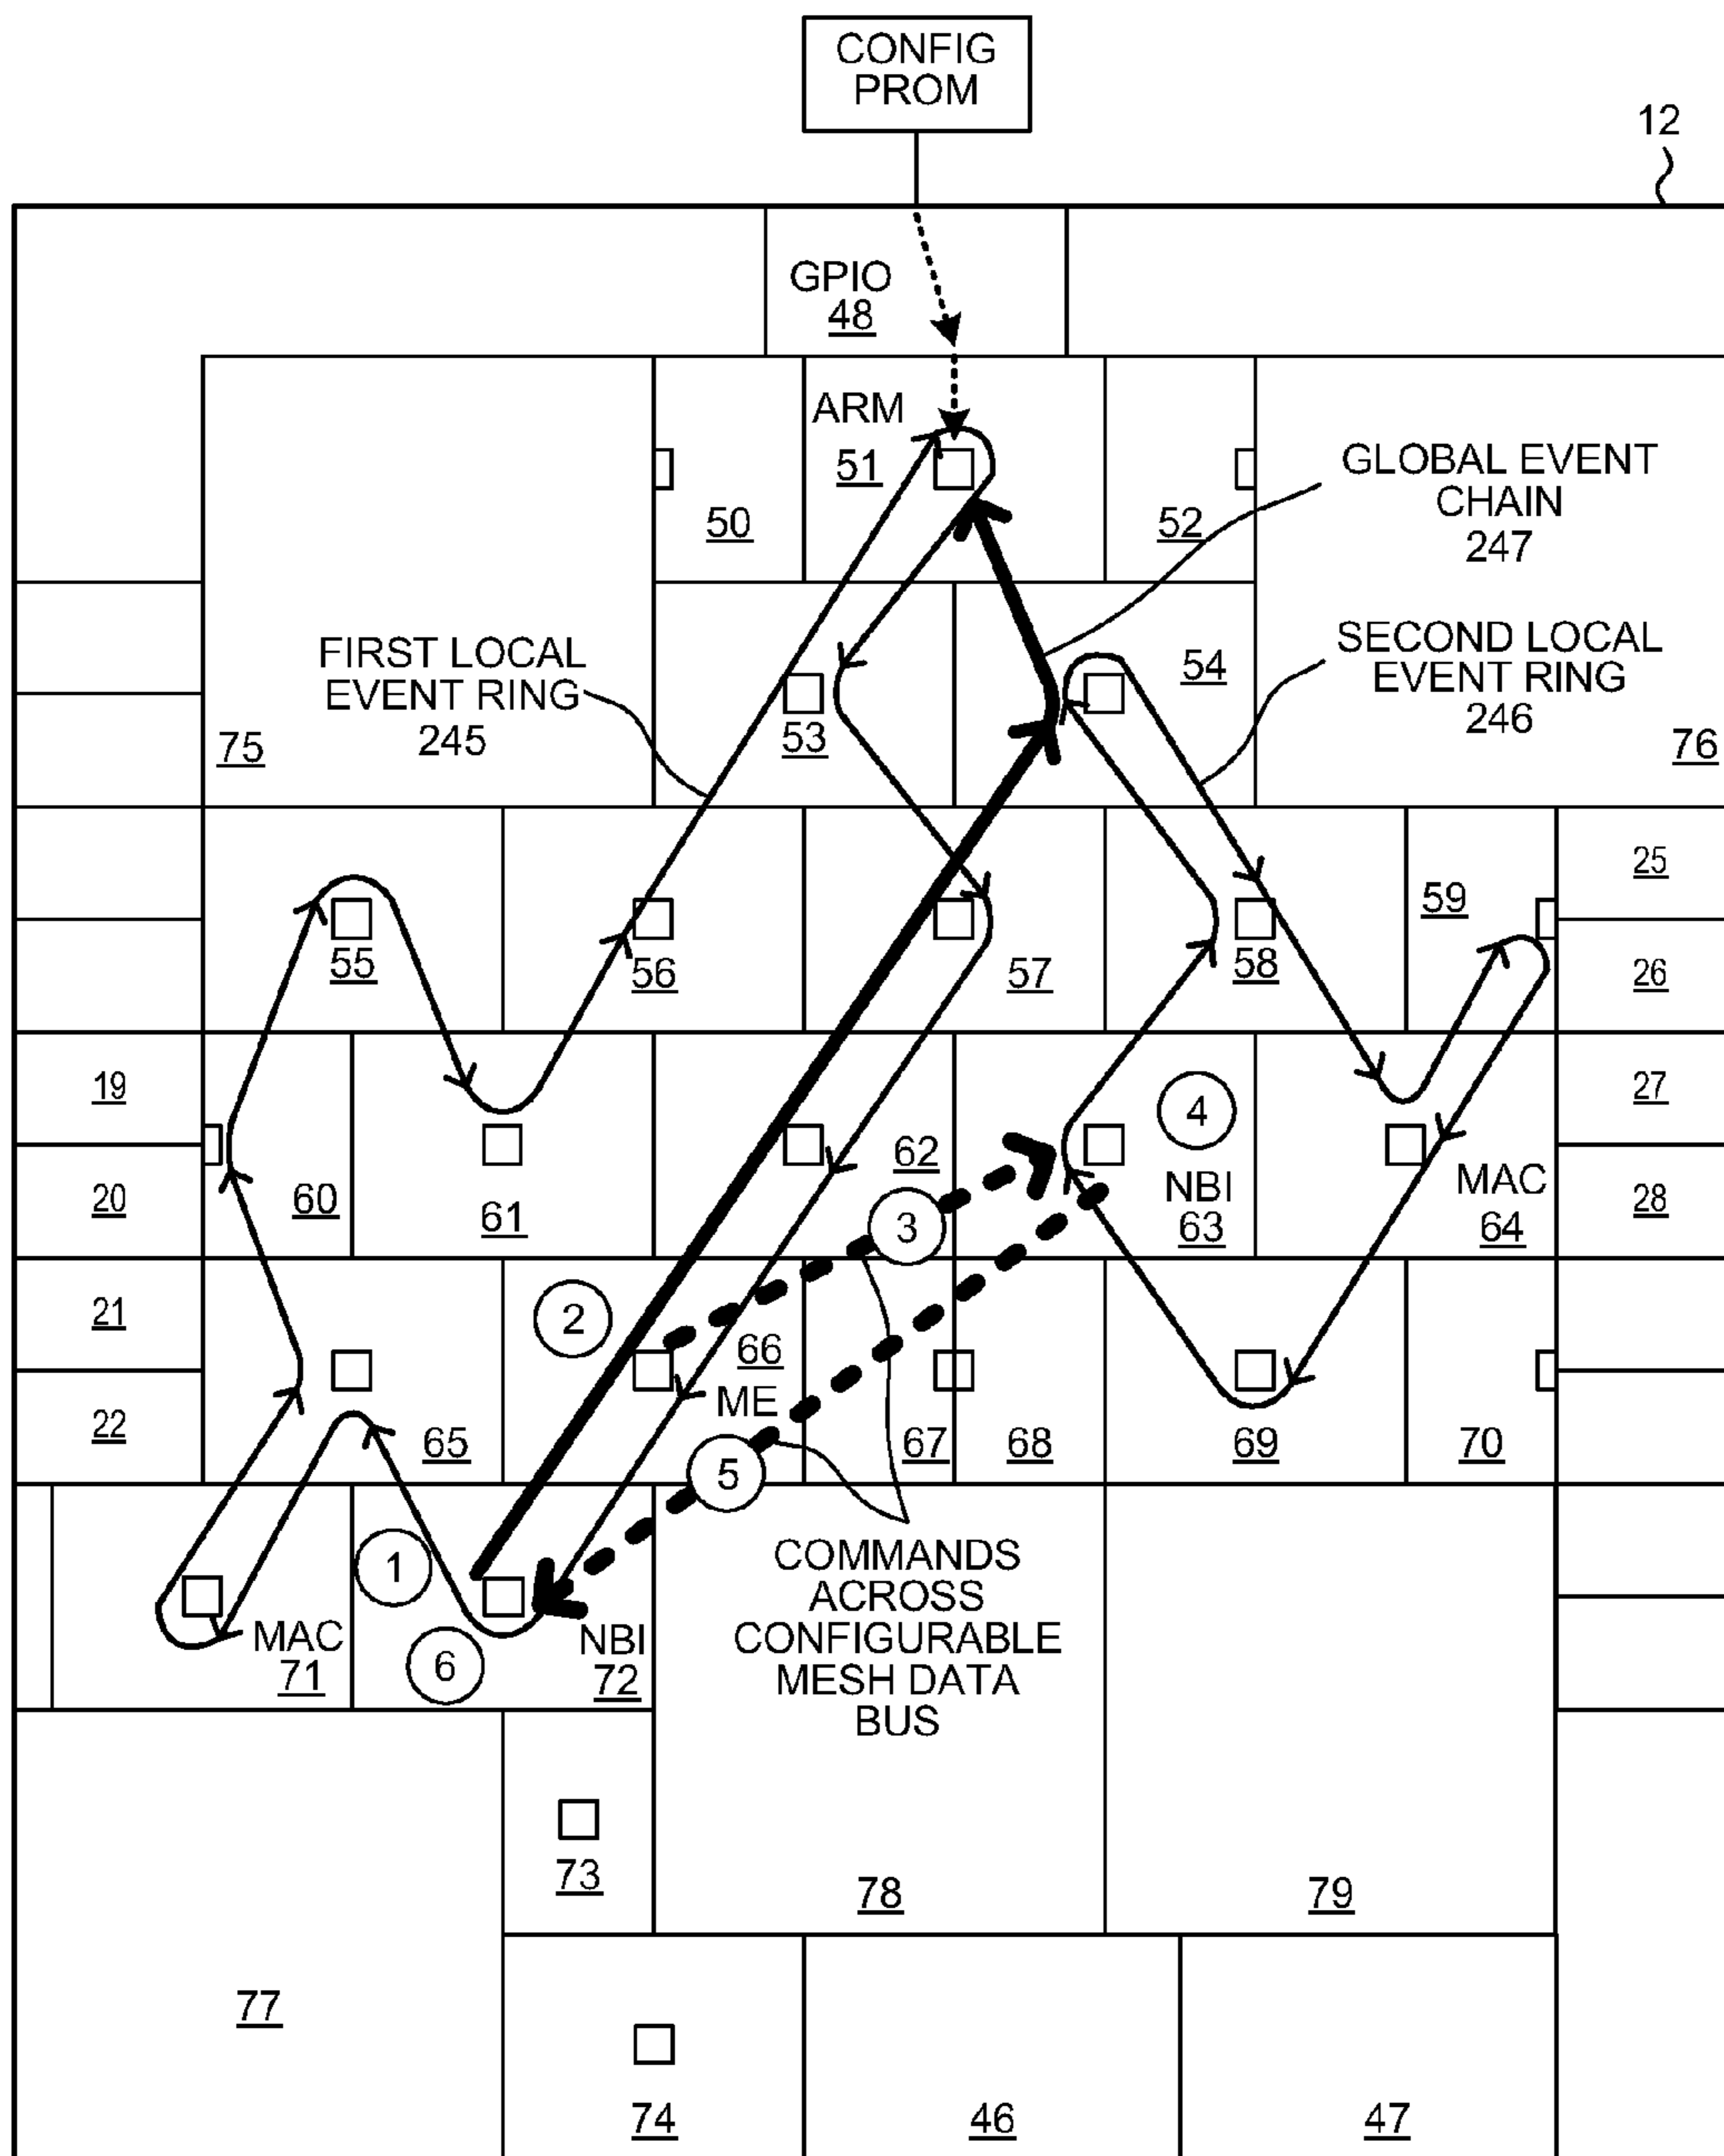 CONFIG
PROM
12
GPIO
48
ARM
51
50
52
GLOBAL EVENT
CHAIN
247
FIRST LOCAL
EVENT RING
245
SECOND LOCAL
EVENT RING
246
53
54
75
76
55
56
57
58
59
25
26
19
20
60
61
62
3
4
NBI
63
MAC
64
27
28
21
22
2
65
66
ME
67
68
69
70
5
1
6
MAC
71
NBI
72
COMMANDS
ACROSS
CONFIGURABLE
MESH DATA
BUS
73
78
79
77
74
46
47